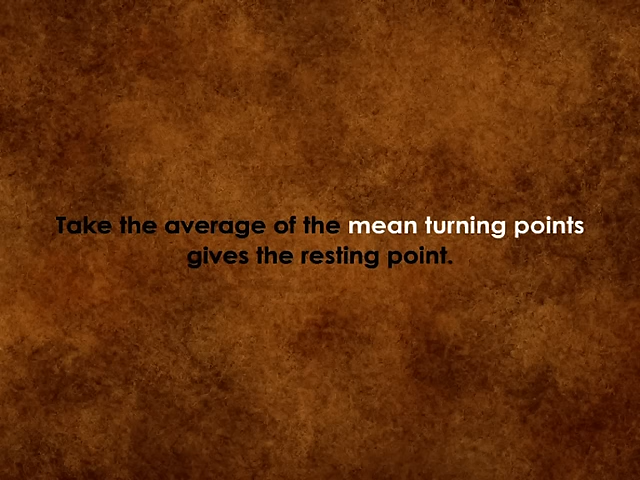 Take the average of the mean turning points
gives the resting point.